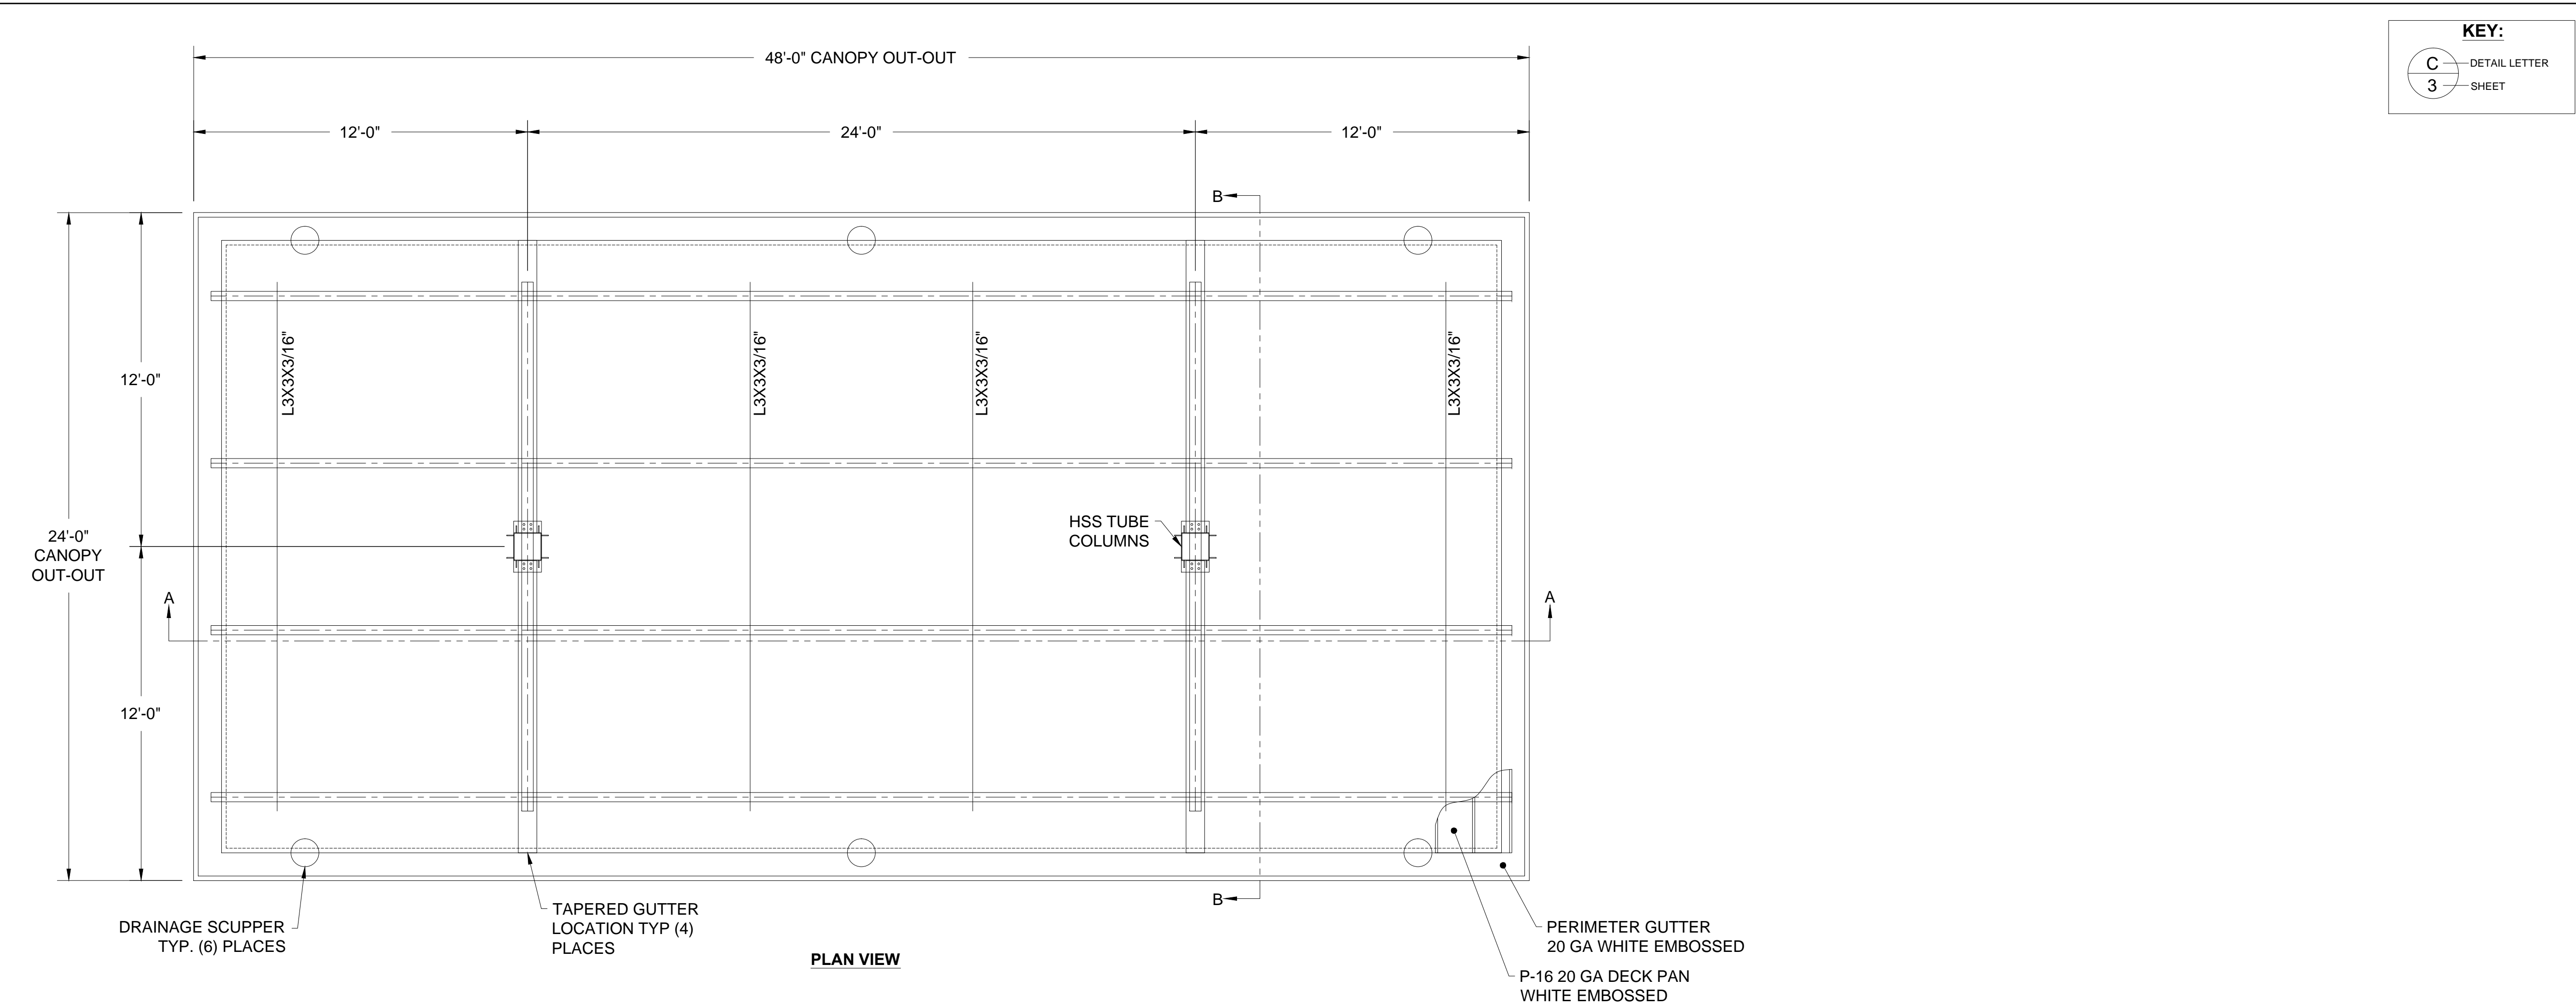 KEY:
C
DETAIL LETTER
3
SHEET
48'-0" CANOPY OUT-OUT
12'-0"
24'-0"
12'-0"
B
L3X3X3/16"
L3X3X3/16"
L3X3X3/16"
L3X3X3/16"
12'-0"
24'-0"
CANOPY
OUT-OUT
HSS TUBE
COLUMNS
A
A
12'-0"
B
DRAINAGE SCUPPER
TYP. (6) PLACES
TAPERED GUTTER
LOCATION TYP (4)
PLACES
PLAN VIEW
PERIMETER GUTTER
20 GA WHITE EMBOSSED
P-16 20 GA DECK PAN
WHITE EMBOSSED